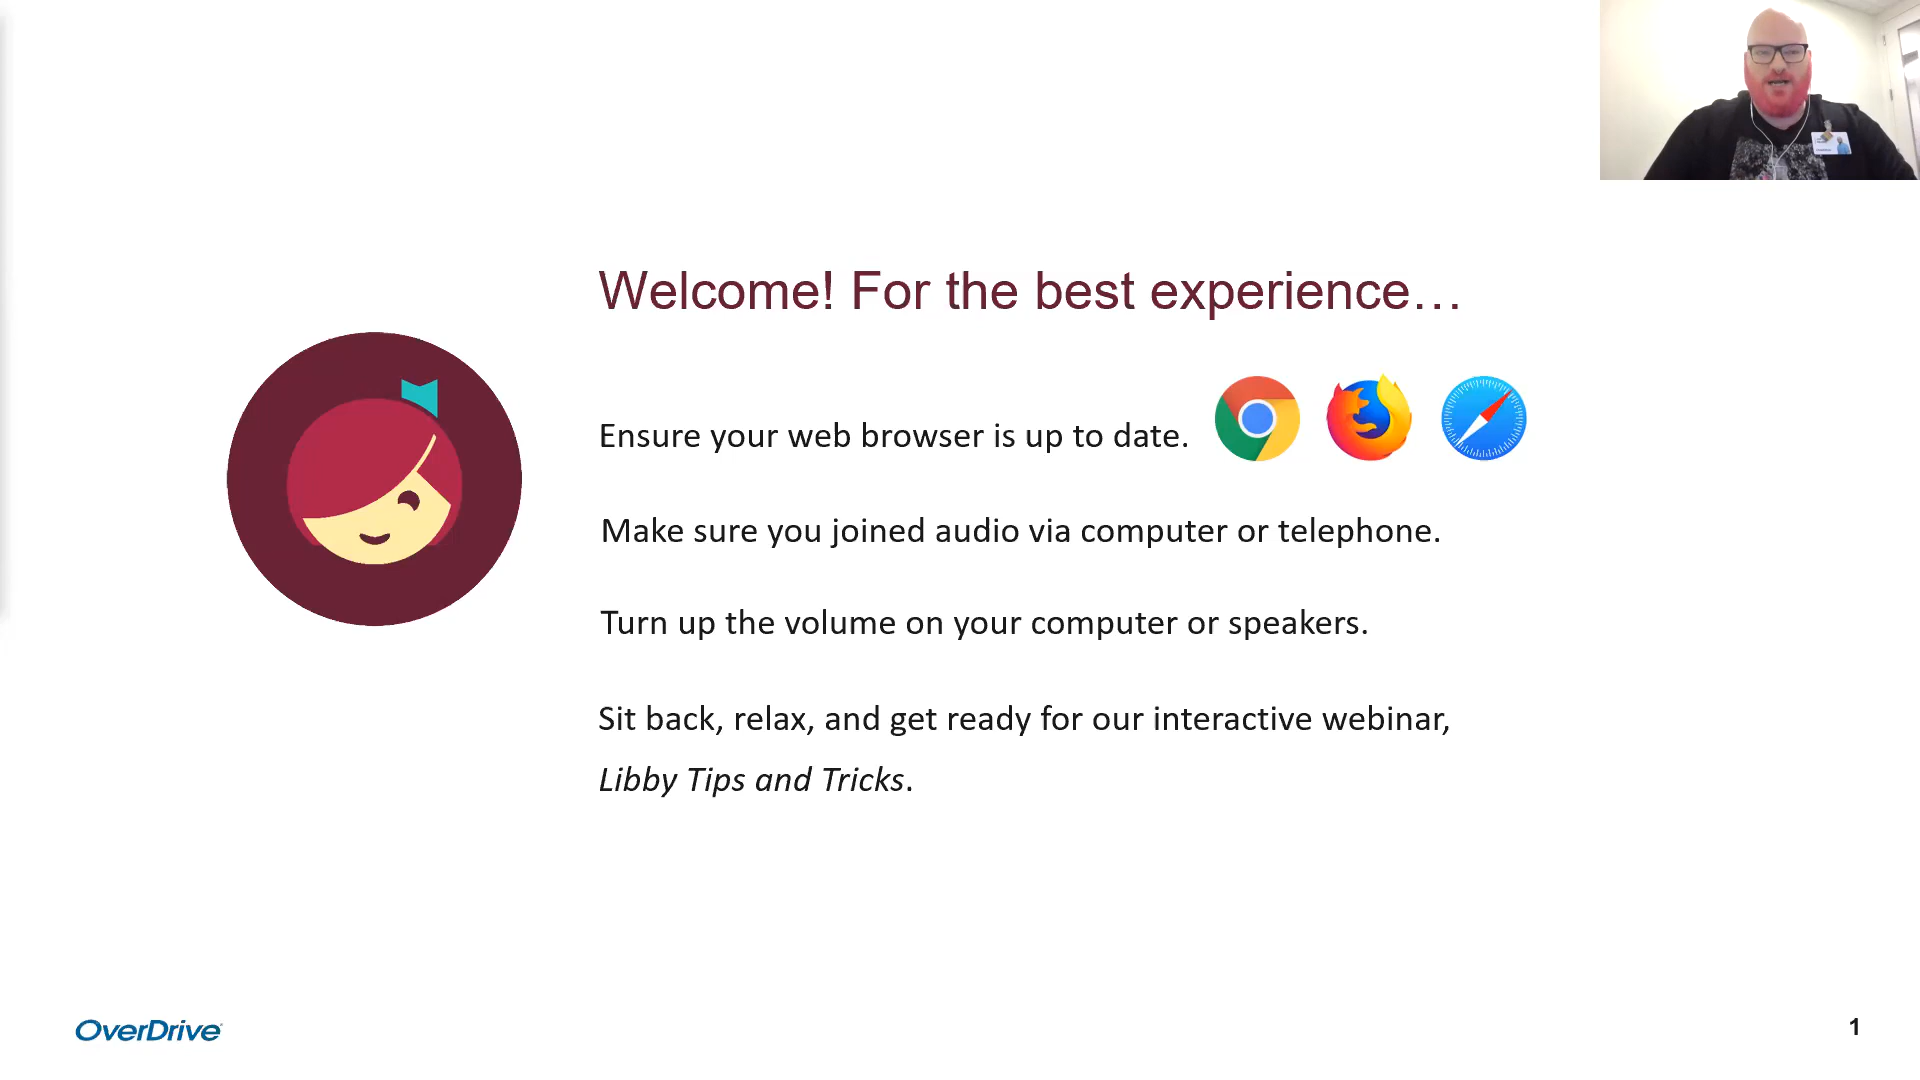 Welcome! For the best experience…
Ensure your web browser is up to date.
Make sure you joined audio via computer or telephone.
Turn up the volume on your computer or speakers.
Sit back, relax, and get ready for our interactive webinar,
Libby Tips and Tricks.
OverDrive
1